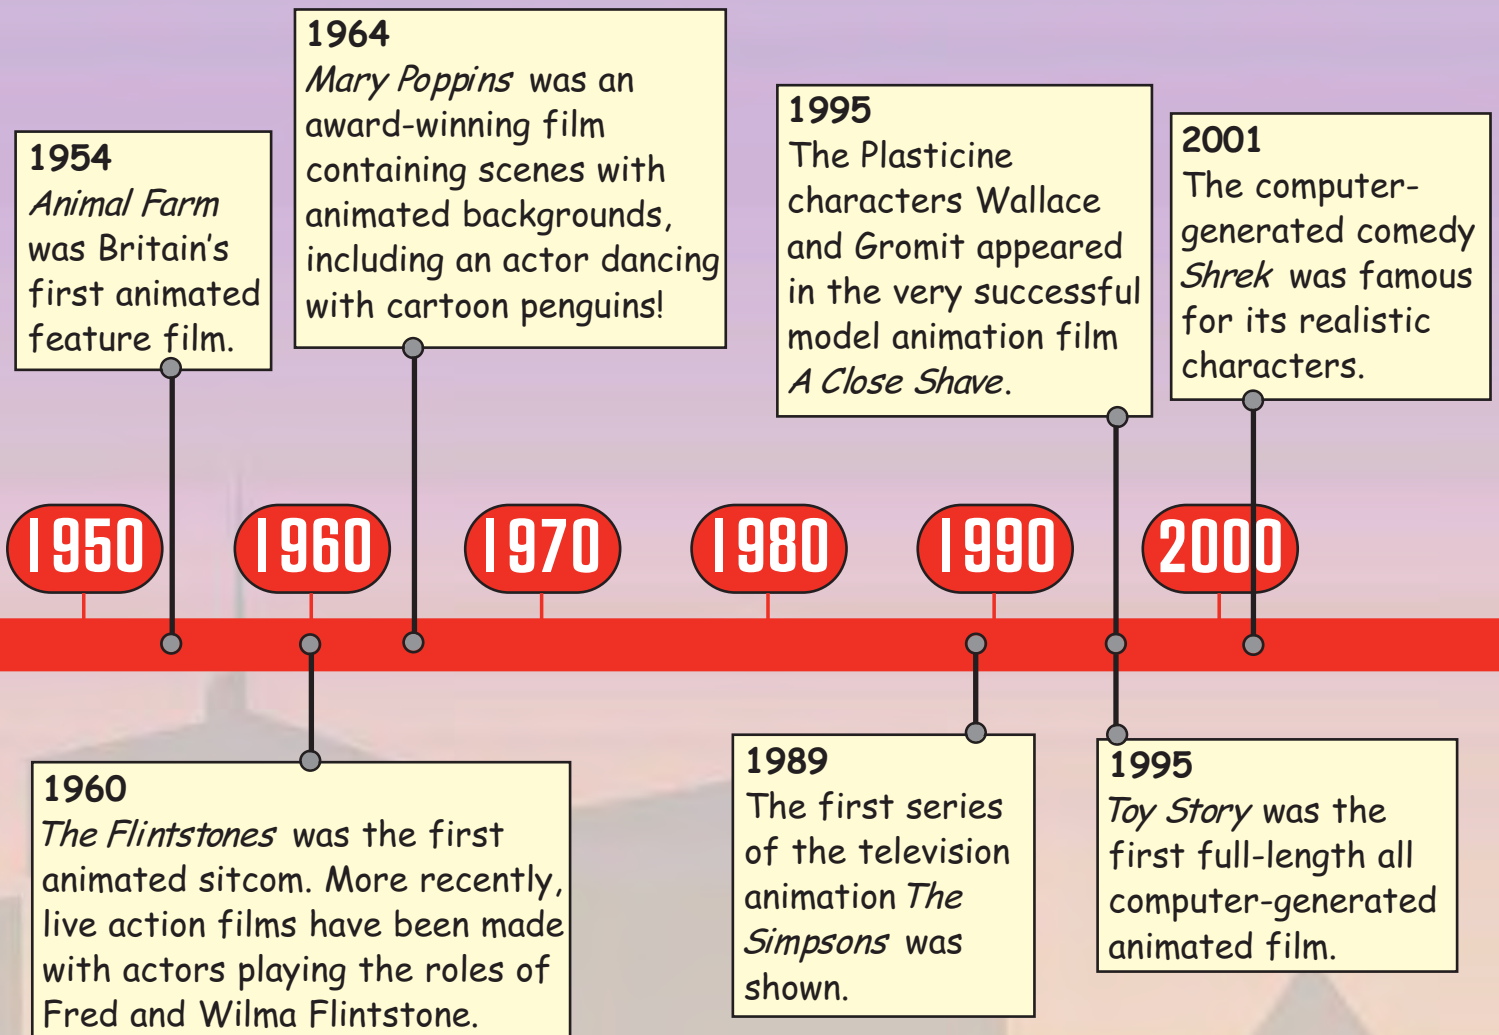 1954
Animal Farm
was Britain's
first animated
feature film.
1964
Mary Poppins was an
award-winning film
containing scenes with
animated backgrounds,
including an actor dancing
with cartoon penguins!
1995
The Plasticine
characters Wallace
and Gromit appeared
in the very successful
model animation film
A Close Shave.
2001
The computer-
generated comedy
Shrek was famous
for its realistic
characters.
1950
1960
1970
1980
1990
2000
1960
The Flintstones was the first
animated sitcom. More recently,
live action films have been made
with actors playing the roles of
Fred and Wilma Flintstone.
1989
The first series
of the television
animation The
Simpsons was
shown.
1995
Toy Story was the
first full-length all
computer-generated
animated film.